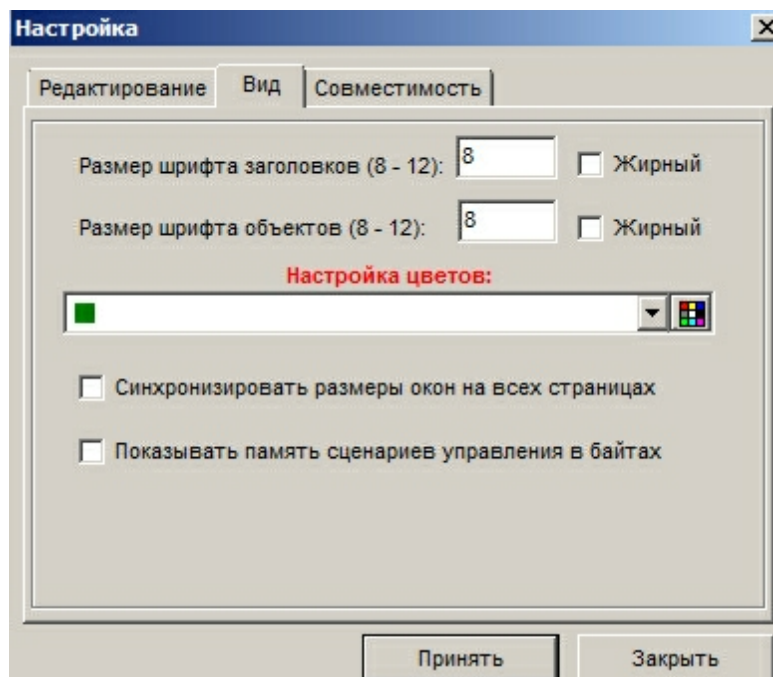 Настройка
Редактирование Вид Совместимость
Размер шрифта заголовков (8 - 12): 8 Жирный
Размер шрифта объектов (8 - 12): 8 Жирный
Настройка цветов:
Синхронизировать размеры окон на всех страницах
Показывать память сценариев управления в байтах
Принять Закрыть